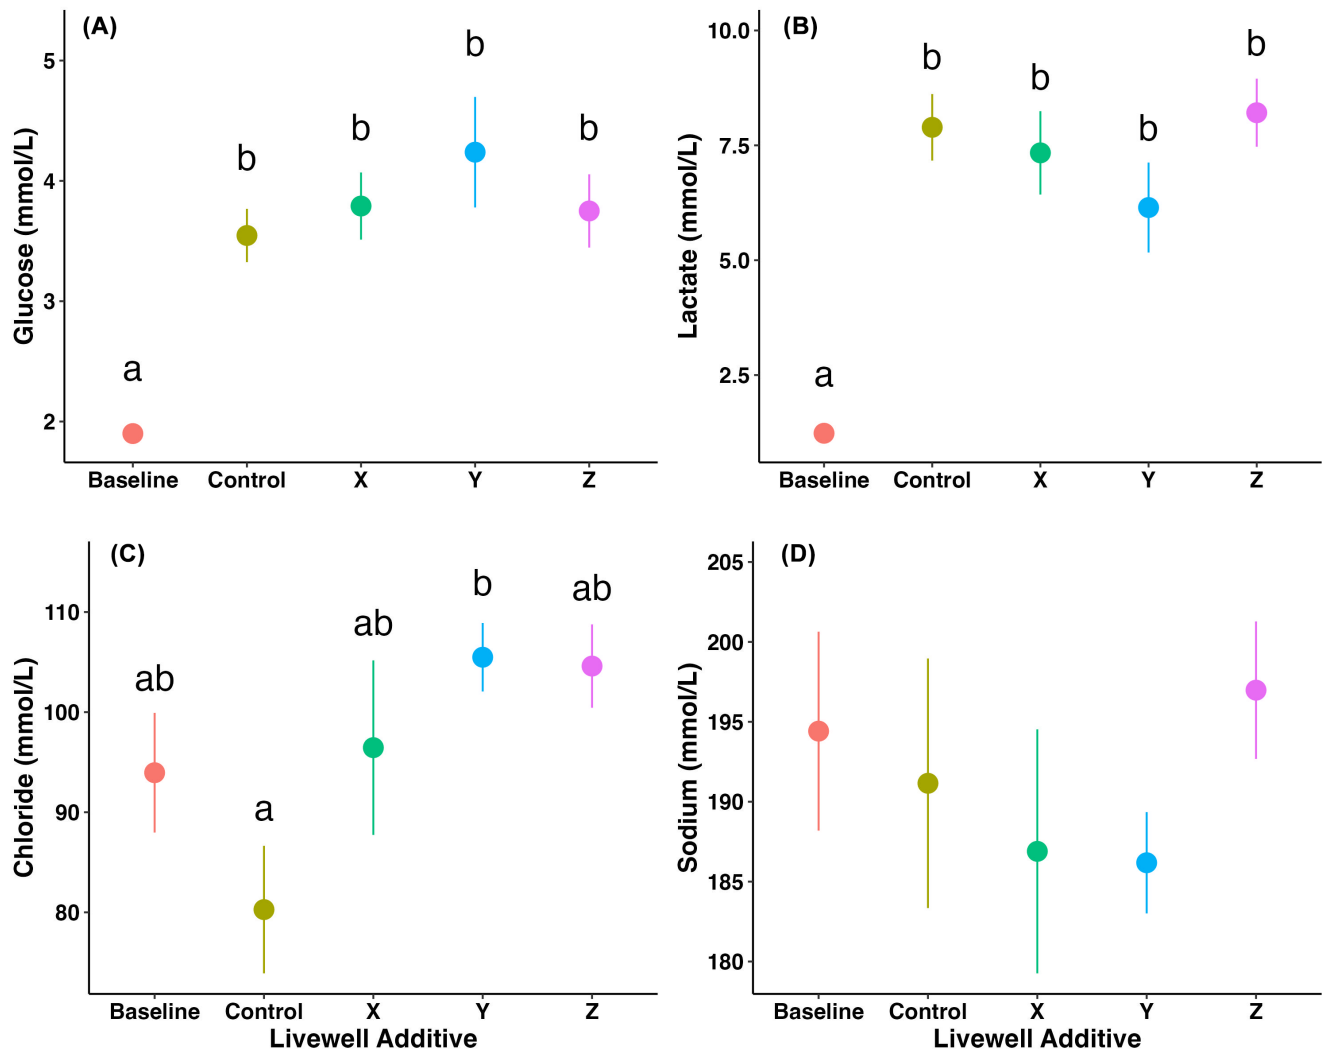 (A)
Glucose (mmol/L)
5
4
3
2
a
b
b
b
b
Baseline Control X Y Z
(B)
Lactate (mmol/L)
10.0
7.5
5.0
2.5
a
b
b
b
b
Baseline Control X Y Z
(C)
Chloride (mmol/L)
110
100
90
80
ab
a
ab
b
ab
Baseline Control X Y Z
Livewell Additive
(D)
Sodium (mmol/L)
205
200
195
190
185
180
Baseline Control X Y Z
Livewell Additive